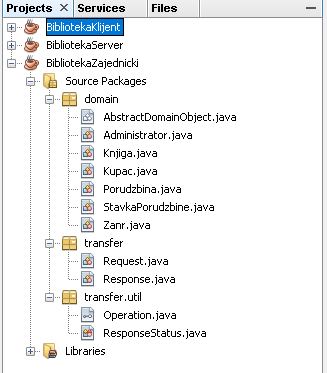 Projects Services Files
BibliotekaKlijent
BibliotekaServer
BibliotekaZajednicki
Source Packages
domain
AbstractDomainObject.java
Administrator.java
Knjiga.java
Kupac.java
Porudzbina.java
StavkaPorudzbine.java
Zanr.java
transfer
Request.java
Response.java
transfer.util
Operation.java
ResponseStatus.java
Libraries